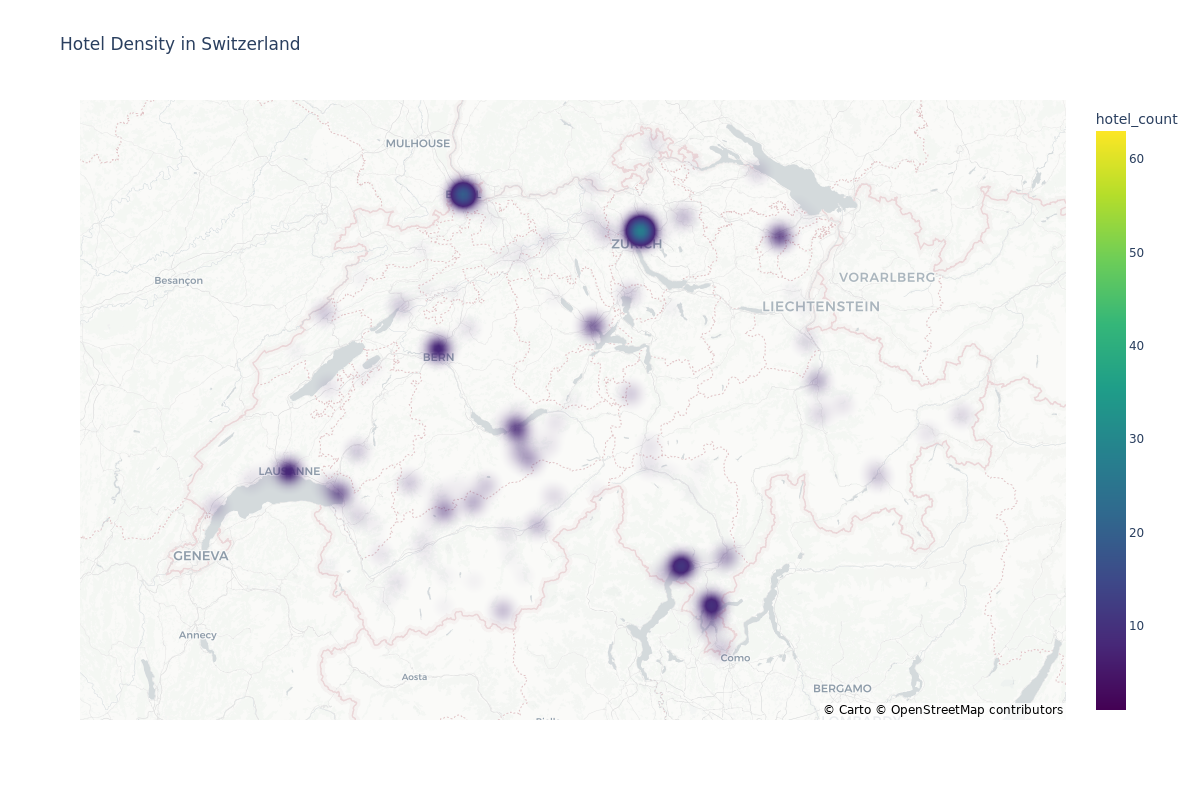 Hotel Density in Switzerland
hotel_count
MULHOUSE
60
ZURICH
50
Besançon
VORARLBERG
LIECHTENSTEIN
40
BERN
30
LAUSANNE
20
GENEVA
10
Annecy
Como
Aosta
BERGAMO
© Carto © OpenStreetMap contributors